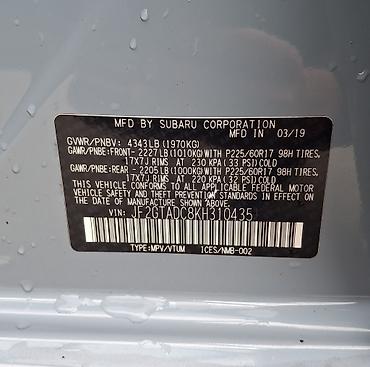 MFD BY SUBARU CORPORATION
MFD IN 03/19
GVWR/PNBV: 4343LB(1970KG)
GAWR/PNBE:FRONT-2227LB(1010KG)WITH P225/60R17 98H TIRES,
17X7J RIMS, AT 230 KPA (33 PSI) COLD
GAWR/PNBE:REAR -2205LB(1000KG)WITH P225/60R17 98H TIRES,
17X7J RIMS, AT 220 KPA (32 PSI) COLD
THIS VEHICLE CONFORMS TO ALL APPLICABLE FEDERAL MOTOR
VEHICLE SAFETY, BUMPER AND THEFT PREVENTION STANDARDS IN
EFFECT ON THE DATE OF MANUFACTURE SHOWN ABOVE.
VIN: JF2GTADC8KH310435
TYPE:MPV/VTUM ICES/NMB-002